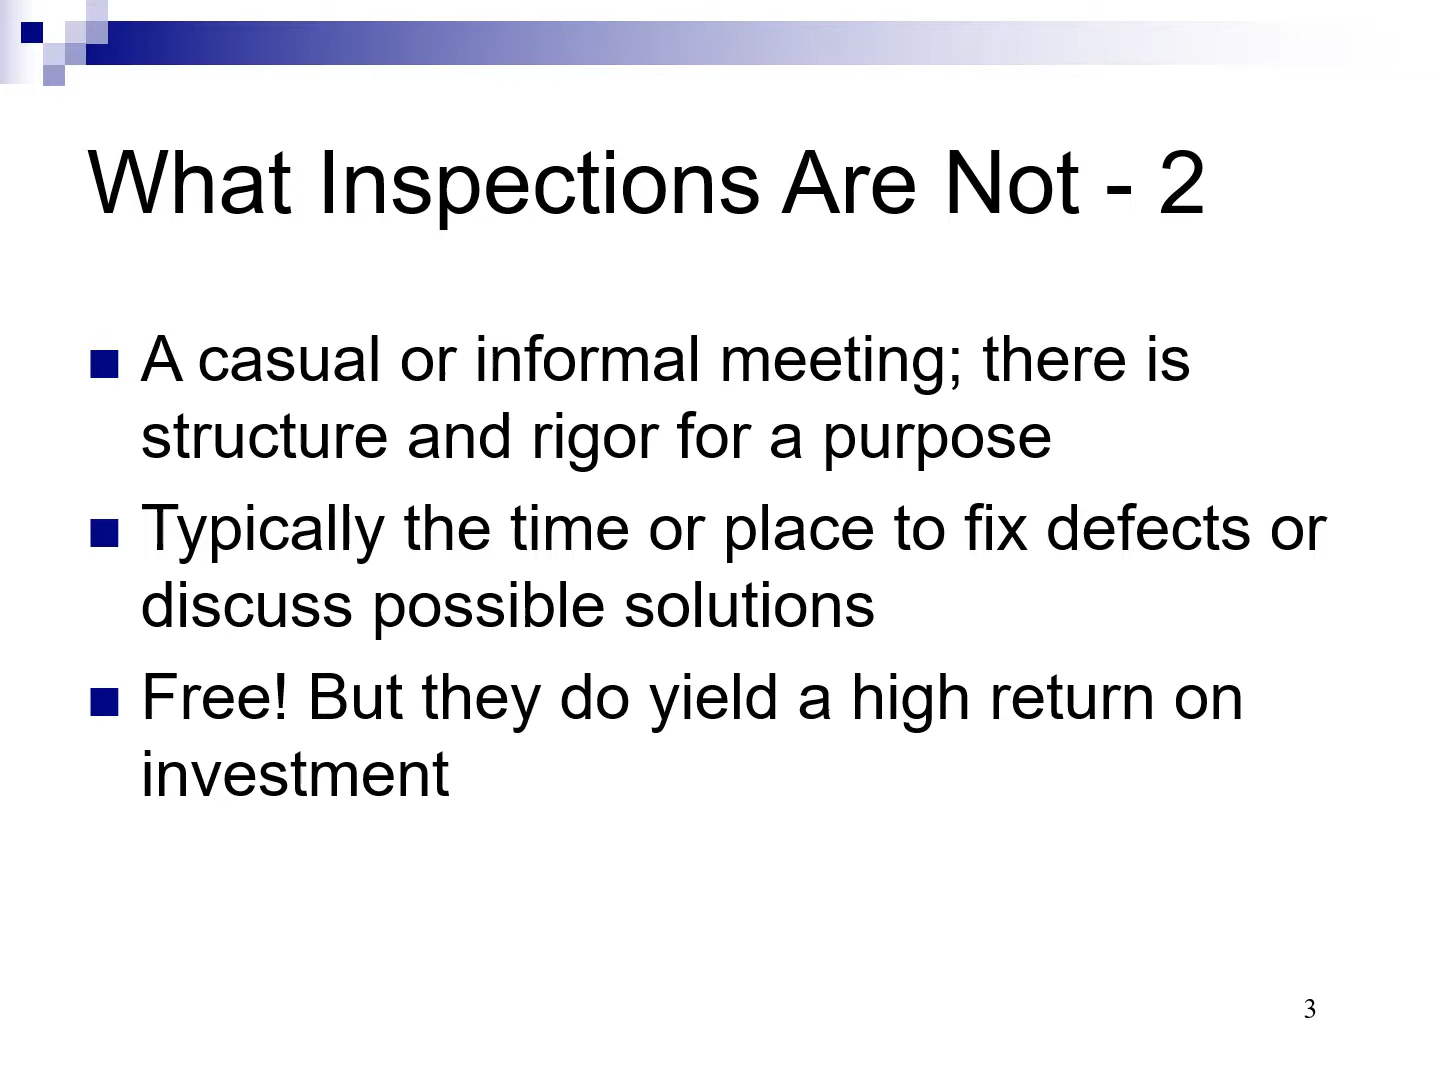 What Inspections Are Not - 2
A casual or informal meeting; there is
structure and rigor for a purpose
Typically the time or place to fix defects or
discuss possible solutions
Free! But they do yield a high return on
investment
3